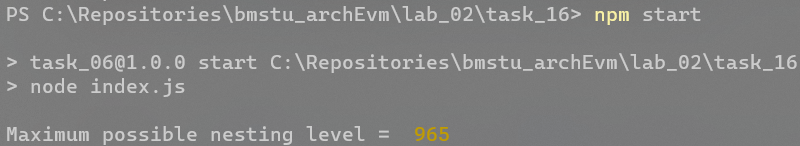 PS C:\Repositories\bmstu_archEvm\lab_02\task_16> npm start
> task_06@1.0.0 start C:\Repositories\bmstu_archEvm\lab_02\task_16
> node index.js
Maximum possible nesting level =  965